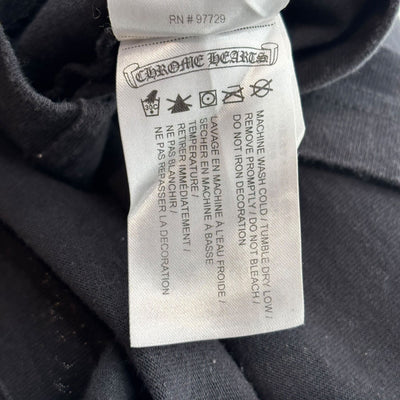 RN # 97729
CHROME HEARTS
30C
MACHINE WASH COLD / TUMBLE DRY LOW /
REMOVE PROMPTLY / DO NOT BLEACH /
DO NOT IRON DECORATION
LAVAGE EN MACHINE À L'EAU FROIDE /
SECHER EN MACHINE À BASSE
TEMPERATURE /
RETIRER IMMEDIATEMENT /
NE PAS BLANCHIR /
NE PAS REPASSER LA DECORATION